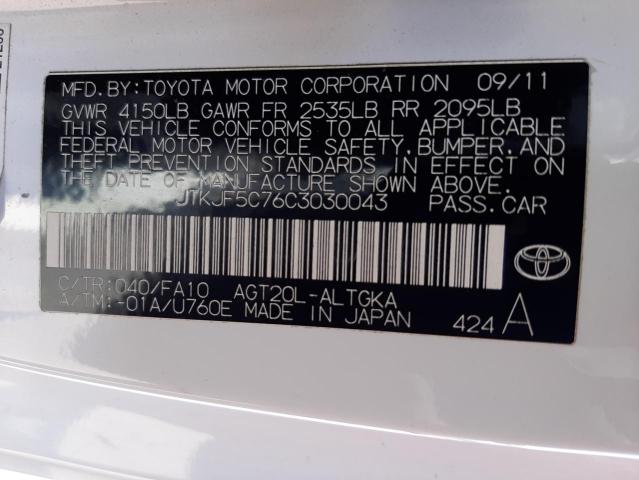 MFD.BY:TOYOTA MOTOR CORPORATION 09/11
GVWR 4150LB GAWR FR 2535LB RR 2095LB
THIS VEHICLE CONFORMS TO ALL APPLICABLE
FEDERAL MOTOR VEHICLE SAFETY,BUMPER,AND
THEFT PREVENTION STANDARDS IN EFFECT ON
THE DATE OF MANUFACTURE SHOWN ABOVE.
JTKJF5C76C3030043 PASS.CAR
C/TR:040/FA10 AGT20L-ALTGKA
A/TM:-01A/U760E MADE IN JAPAN
424 A